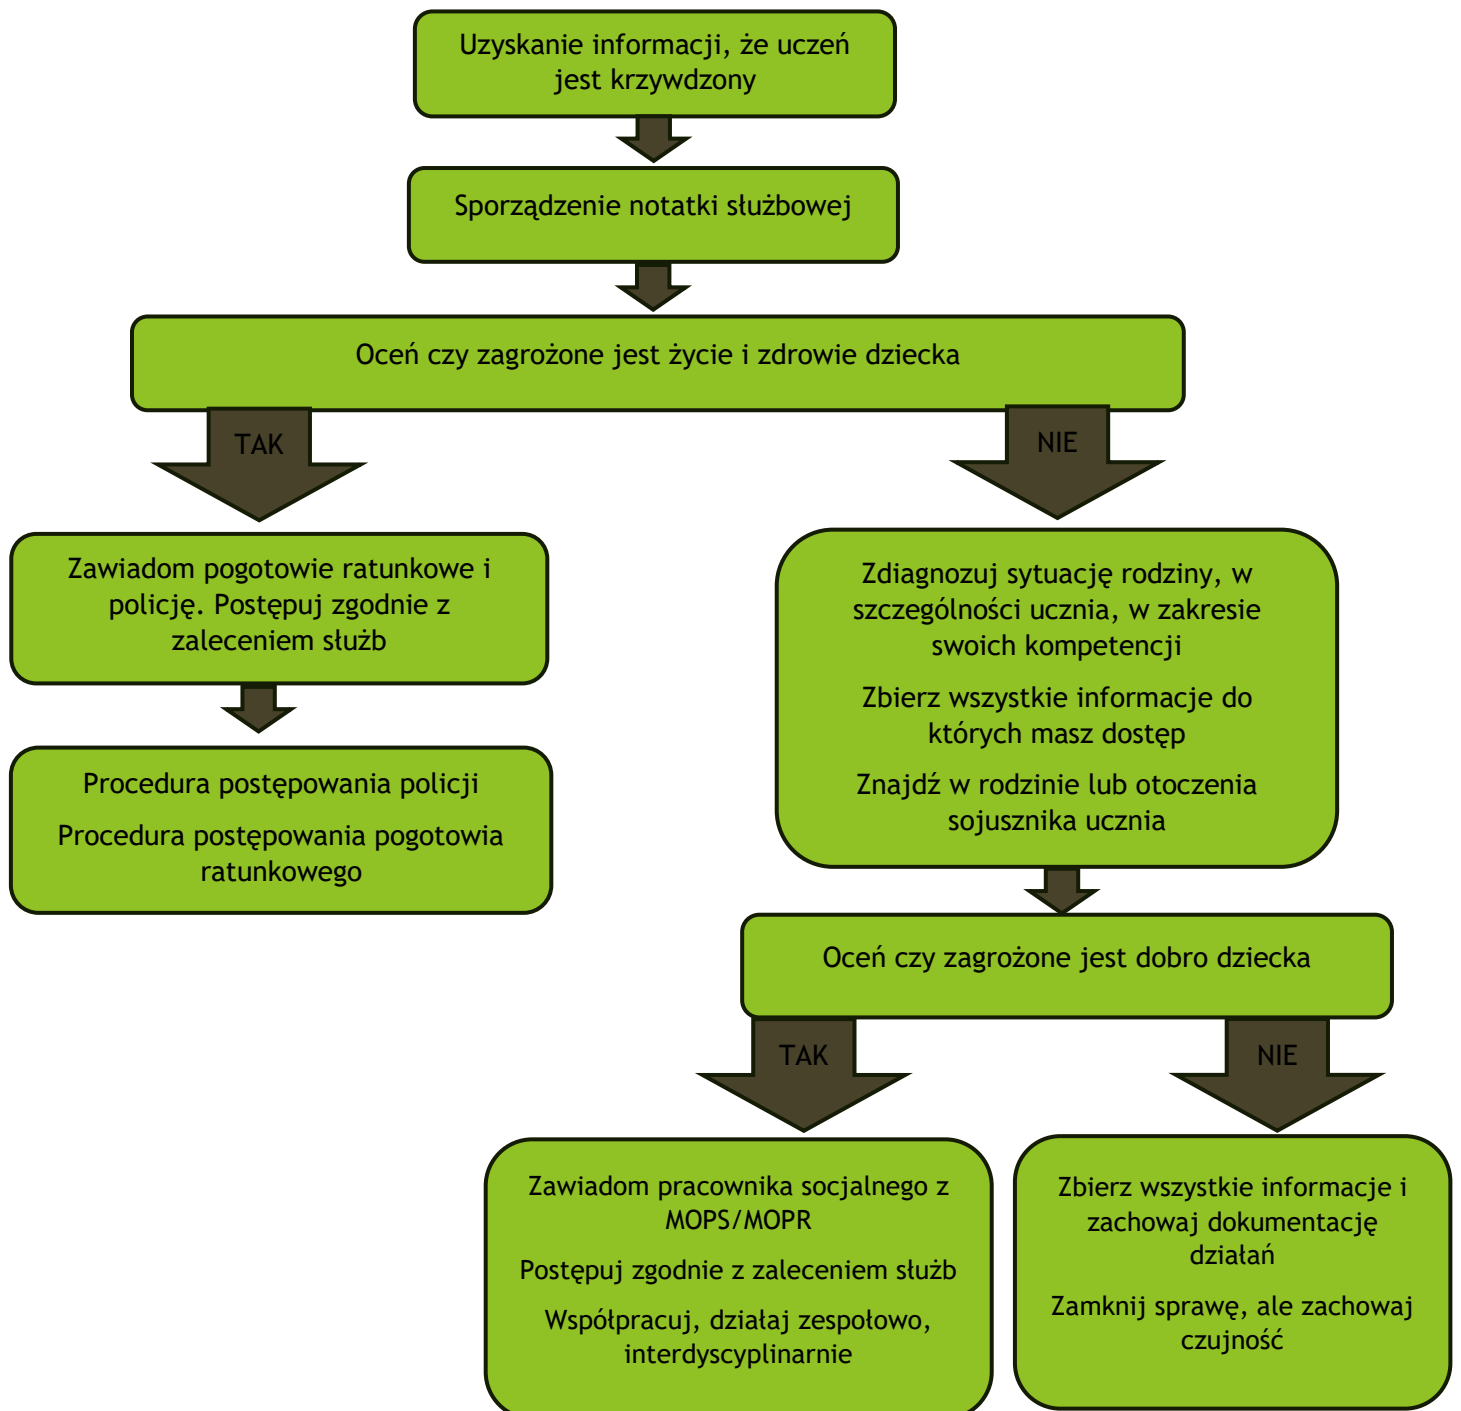 Uzyskanie informacji, że uczeń
jest krzywdzony
Sporządzenie notatki służbowej
Oceń czy zagrożone jest życie i zdrowie dziecka
TAK
NIE
Zawiadom pogotowie ratunkowe i
policję. Postępuj zgodnie z
zaleceniem służb
Procedura postępowania policji
Procedura postępowania pogotowia
ratunkowego
Zdiagnozuj sytuację rodziny, w
szczególności ucznia, w zakresie
swoich kompetencji
Zbierz wszystkie informacje do
których masz dostęp
Znajdź w rodzinie lub otoczenia
sojusznika ucznia
Oceń czy zagrożone jest dobro dziecka
TAK
NIE
Zawiadom pracownika socjalnego z
MOPS/MOPR
Postępuj zgodnie z zaleceniem służb
Współpracuj, działaj zespołowo,
interdyscyplinarnie
Zbierz wszystkie informacje i
zachowaj dokumentację
działań
Zamknij sprawę, ale zachowaj
czujność